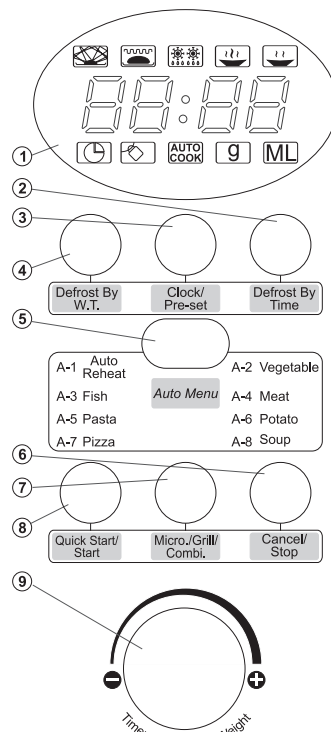 88:88
AUTO
COOK
g
ML
1
2
3
4
Defrost By
W.T.
Clock/
Pre-set
Defrost By
Time
5
A-1 Auto
Reheat
A-2 Vegetable
A-3 Fish
Auto Menu
A-4 Meat
A-5 Pasta
A-6 Potato
A-7 Pizza
A-8 Soup
6
7
8
Quick Start/
Start
Micro./Grill/
Combi.
Cancel/
Stop
9